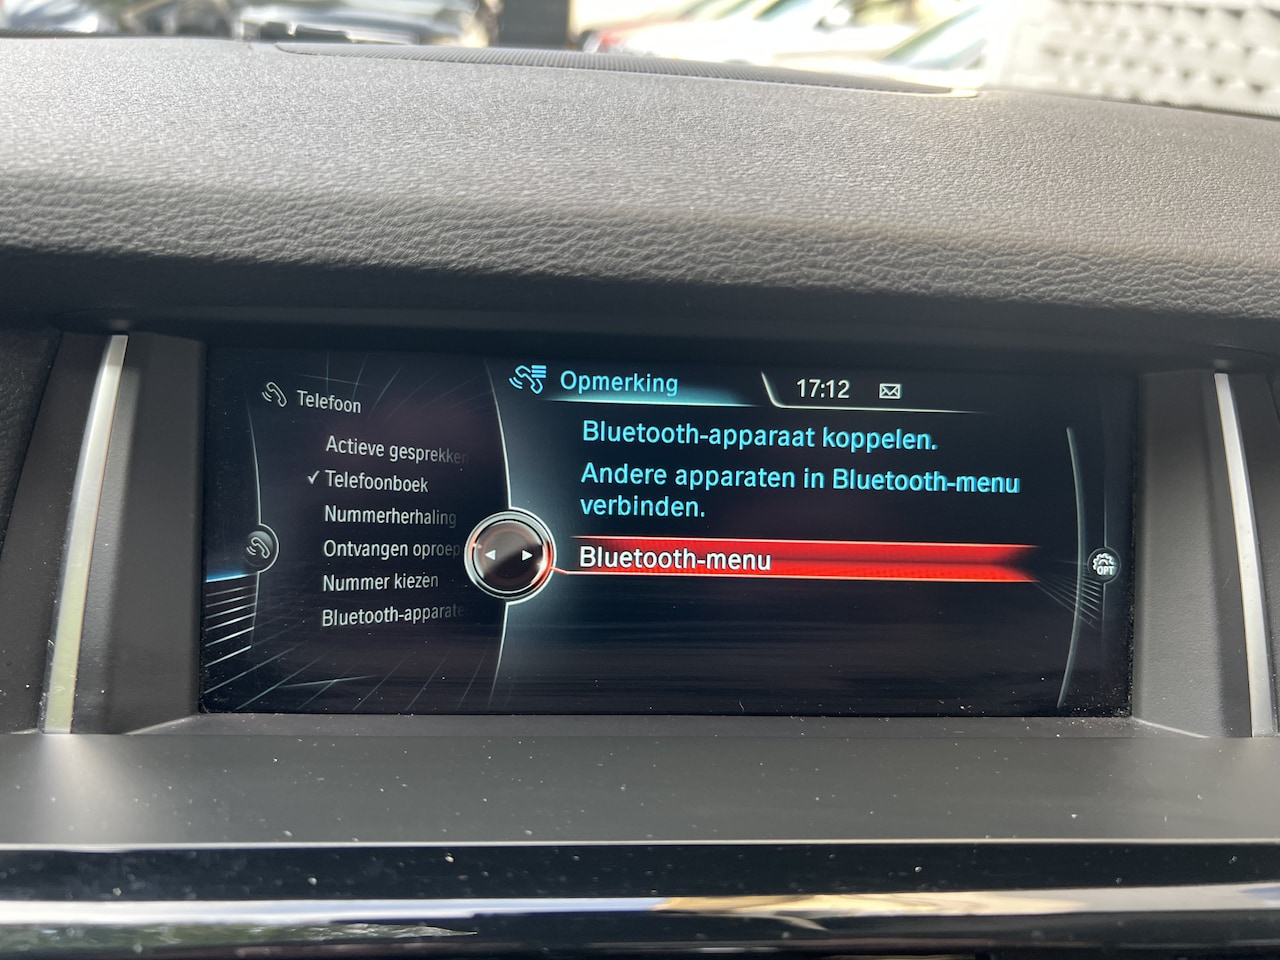 Telefoon
Actieve gesprekken
✓ Telefoonboek
Nummerherhaling
Ontvangen oproep
Nummer kiezen
Bluetooth-apparate
Opmerking
17:12
Bluetooth-apparaat koppelen.
Andere apparaten in Bluetooth-menu
verbinden.
Bluetooth-menu
OPT